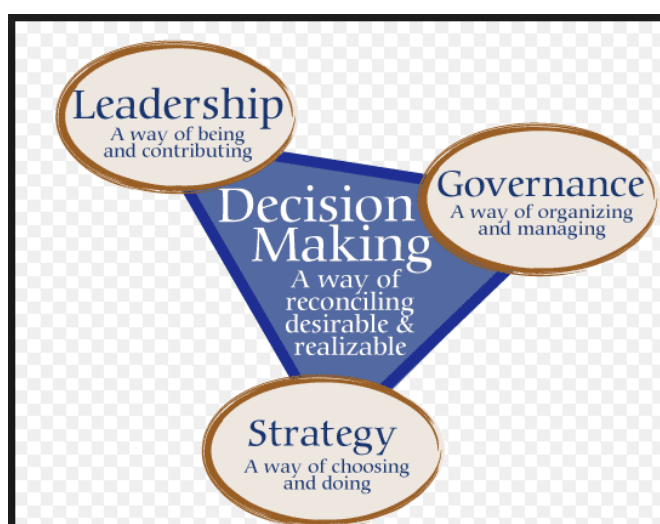 Leadership
A way of being
and contributing
Governance
A way of organizing
and managing
Decision
Making
A way of
reconciling
desirable &
realizable
Strategy
A way of choosing
and doing